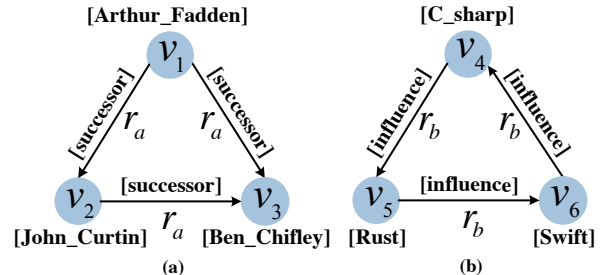 [Arthur_Fadden]
v1
[successor]
ra
[successor]
ra
v2
[successor]
ra
v3
[John_Curtin]
[Ben_Chifley]
(a)
[C_sharp]
v4
[influence]
rb
[influence]
rb
v5
[influence]
rb
v6
[Rust]
[Swift]
(b)